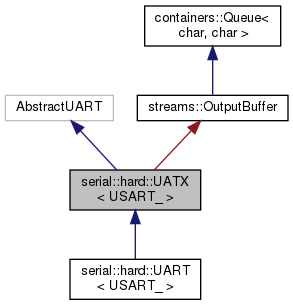 containers::Queue<
char, char >
AbstractUART
streams::OutputBuffer
serial::hard::UATX
< USART_ >
serial::hard::UART
< USART_ >